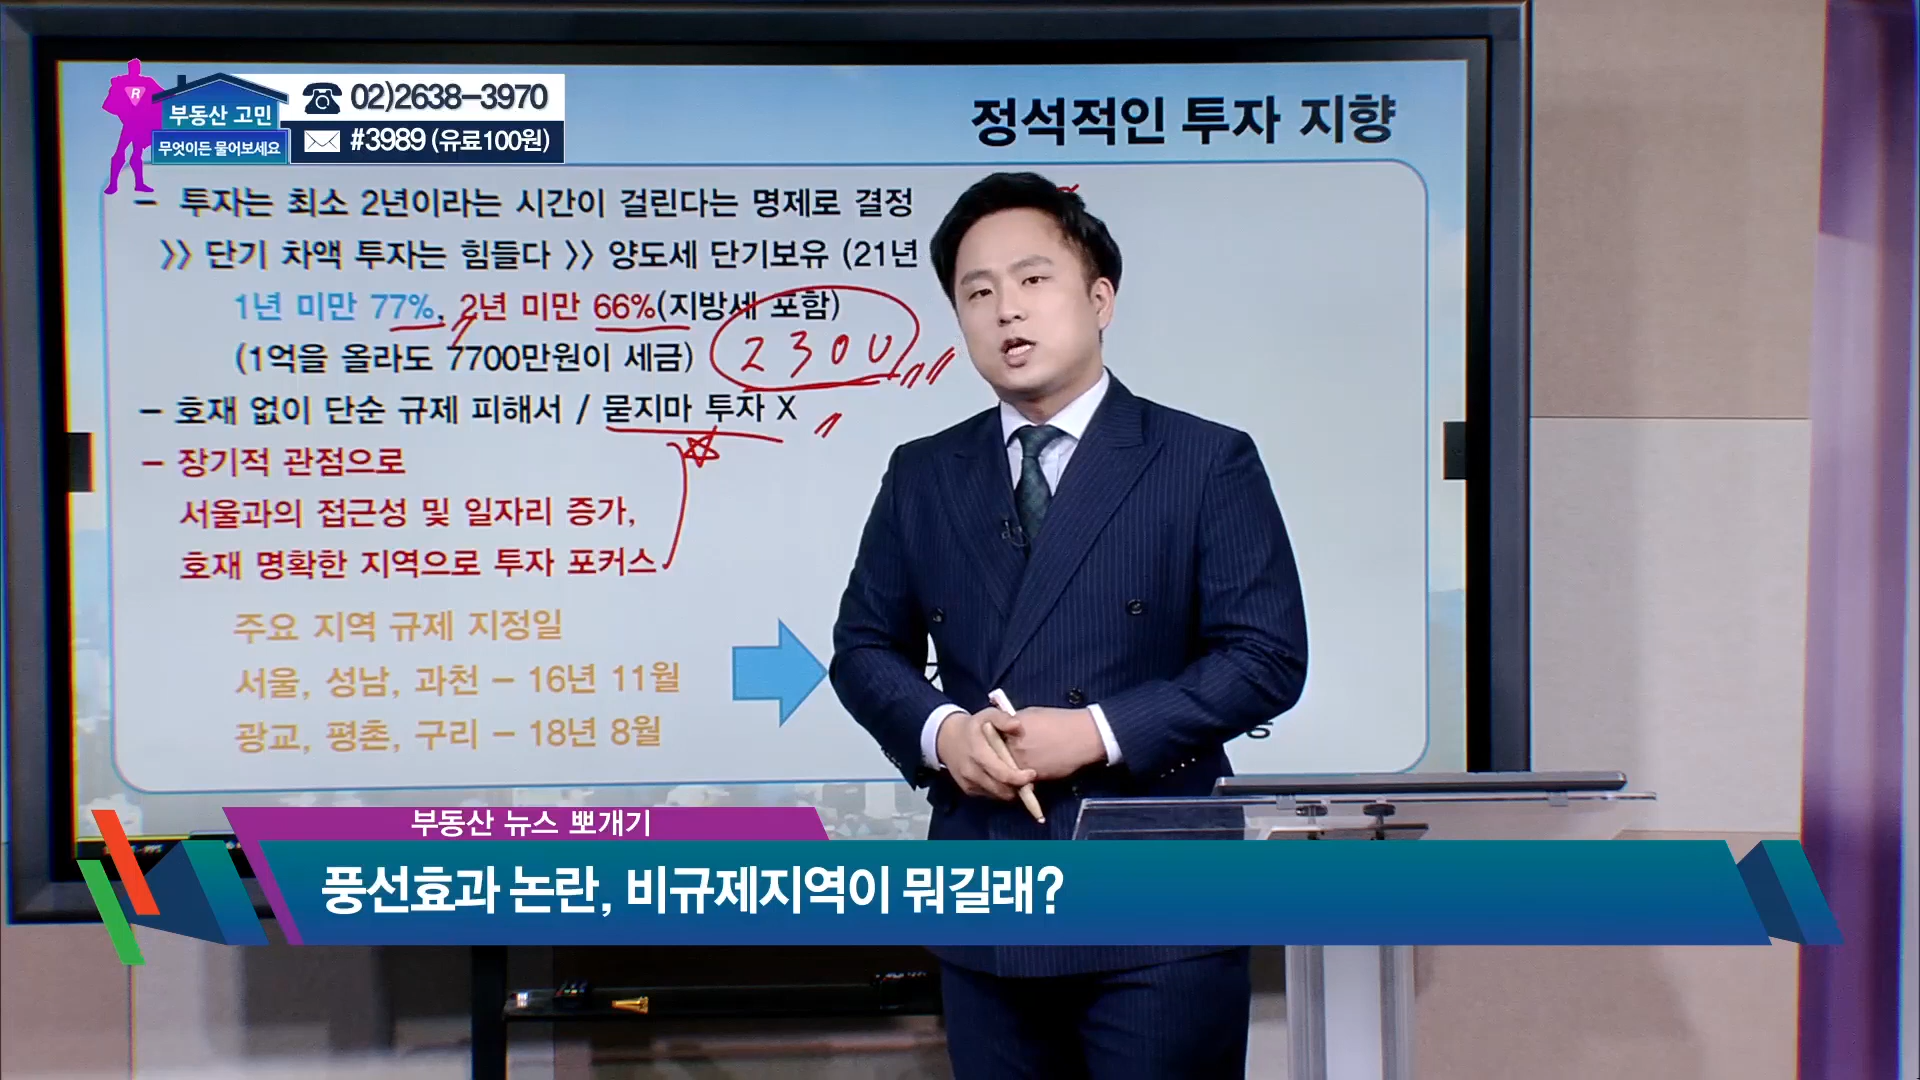 R
부동산 고민
무엇이든 물어보세요
02)2638-3970
#3989 (유료100원)
정석적인 투자 지향
- 투자는 최소 2년이라는 시간이 걸린다는 명제로 결정
>> 단기 차액 투자는 힘들다 >> 양도세 단기보유 (21년
1년 미만 77%, 2년 미만 66%(지방세 포함)
(1억을 올라도 7700만원이 세금)
2300
- 호재 없이 단순 규제 피해서 / 묻지마 투자 X
- 장기적 관점으로
서울과의 접근성 및 일자리 증가,
호재 명확한 지역으로 투자 포커스
주요 지역 규제 지정일
서울, 성남, 과천 - 16년 11월
광교, 평촌, 구리 - 18년 8월
부동산 뉴스 뽀개기
풍선효과 논란, 비규제지역이 뭐길래?